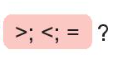 >; <; = ?